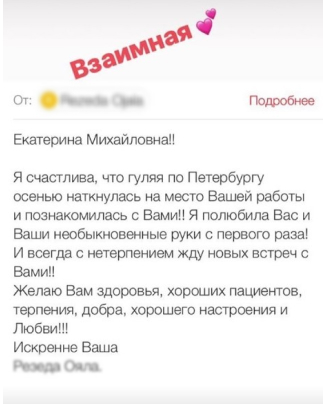 Взаимная
От:
Подробнее
Екатерина Михайловна!!
Я счастлива, что гуляя по Петербургу
осенью наткнулась на место Вашей работы
и познакомилась с Вами!! Я полюбила Вас и
Ваши необыкновенные руки с первого раза!
И всегда с нетерпением жду новых встреч с
Вами!!
Желаю Вам здоровья, хороших пациентов,
терпения, добра, хорошего настроения и
Любви!!!
Искренне Ваша